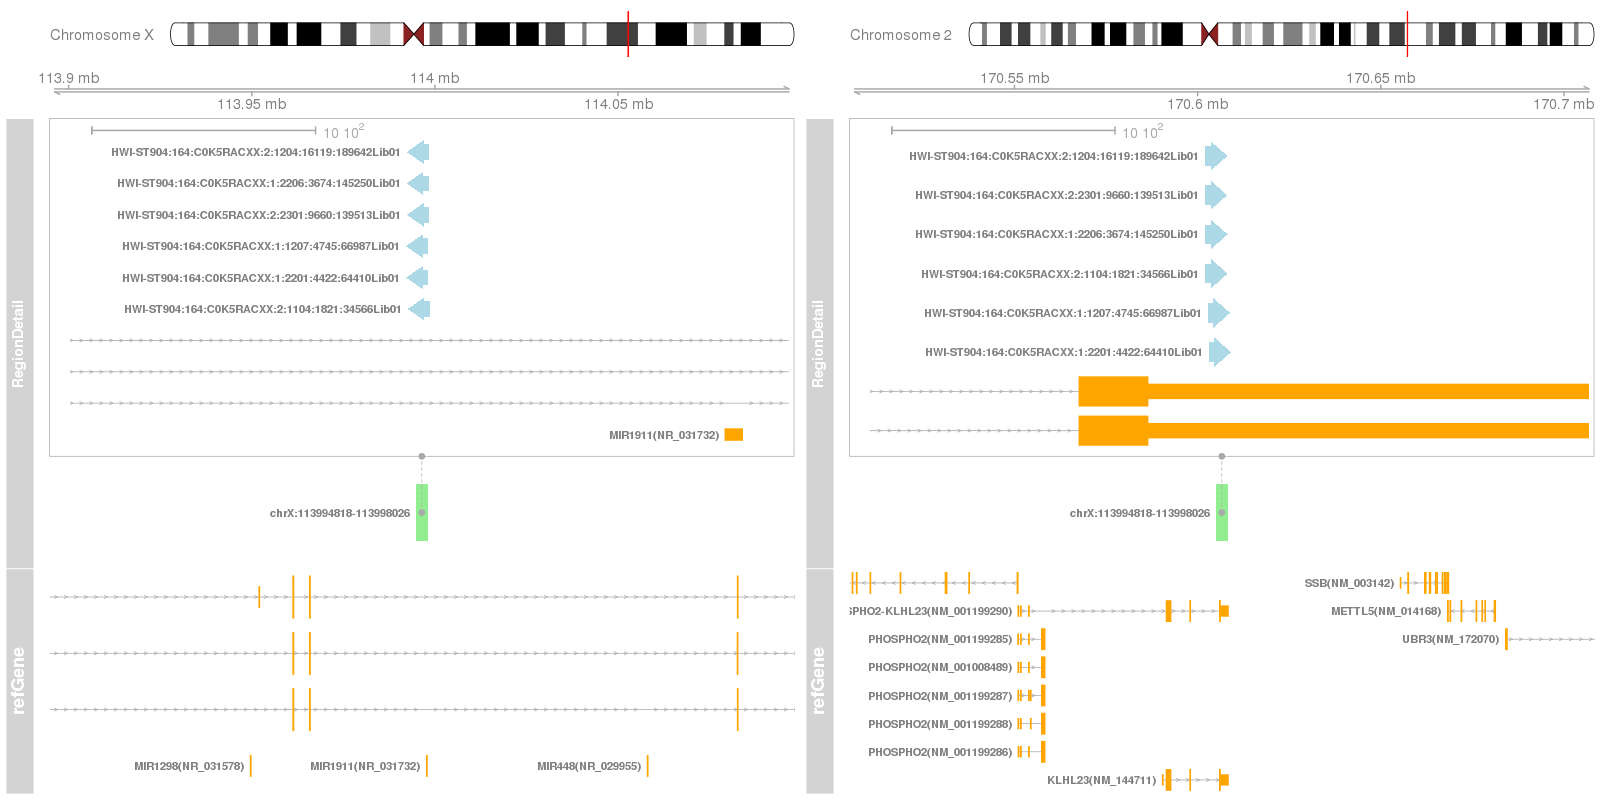 Chromosome X
113.9 mb
114 mb
113.95 mb
114.05 mb
RegionDetail
10 10²
HWI-ST904:164:C0K5RACXX:2:1204:16119:189642Lib01
HWI-ST904:164:C0K5RACXX:1:2206:3674:145250Lib01
HWI-ST904:164:C0K5RACXX:2:2301:9660:139513Lib01
HWI-ST904:164:C0K5RACXX:1:1207:4745:66987Lib01
HWI-ST904:164:C0K5RACXX:1:2201:4422:64410Lib01
HWI-ST904:164:C0K5RACXX:2:1104:1821:34566Lib01
MIR1911(NR_031732)
chrX:113994818-113998026
refGene
MIR1298(NR_031578)
MIR1911(NR_031732)
MIR448(NR_029955)
Chromosome 2
170.55 mb
170.65 mb
170.6 mb
170.7 mb
RegionDetail
10 10²
HWI-ST904:164:C0K5RACXX:2:1204:16119:189642Lib01
HWI-ST904:164:C0K5RACXX:2:2301:9660:139513Lib01
HWI-ST904:164:C0K5RACXX:1:2206:3674:145250Lib01
HWI-ST904:164:C0K5RACXX:2:1104:1821:34566Lib01
HWI-ST904:164:C0K5RACXX:1:1207:4745:66987Lib01
HWI-ST904:164:C0K5RACXX:1:2201:4422:64410Lib01
chrX:113994818-113998026
refGene
SSB(NM_003142)
SPHO2-KLHL23(NM_001199290)
METTL5(NM_014168)
PHOSPHO2(NM_001199285)
UBR3(NM_172070)
PHOSPHO2(NM_001008489)
PHOSPHO2(NM_001199287)
PHOSPHO2(NM_001199288)
PHOSPHO2(NM_001199286)
KLHL23(NM_144711)